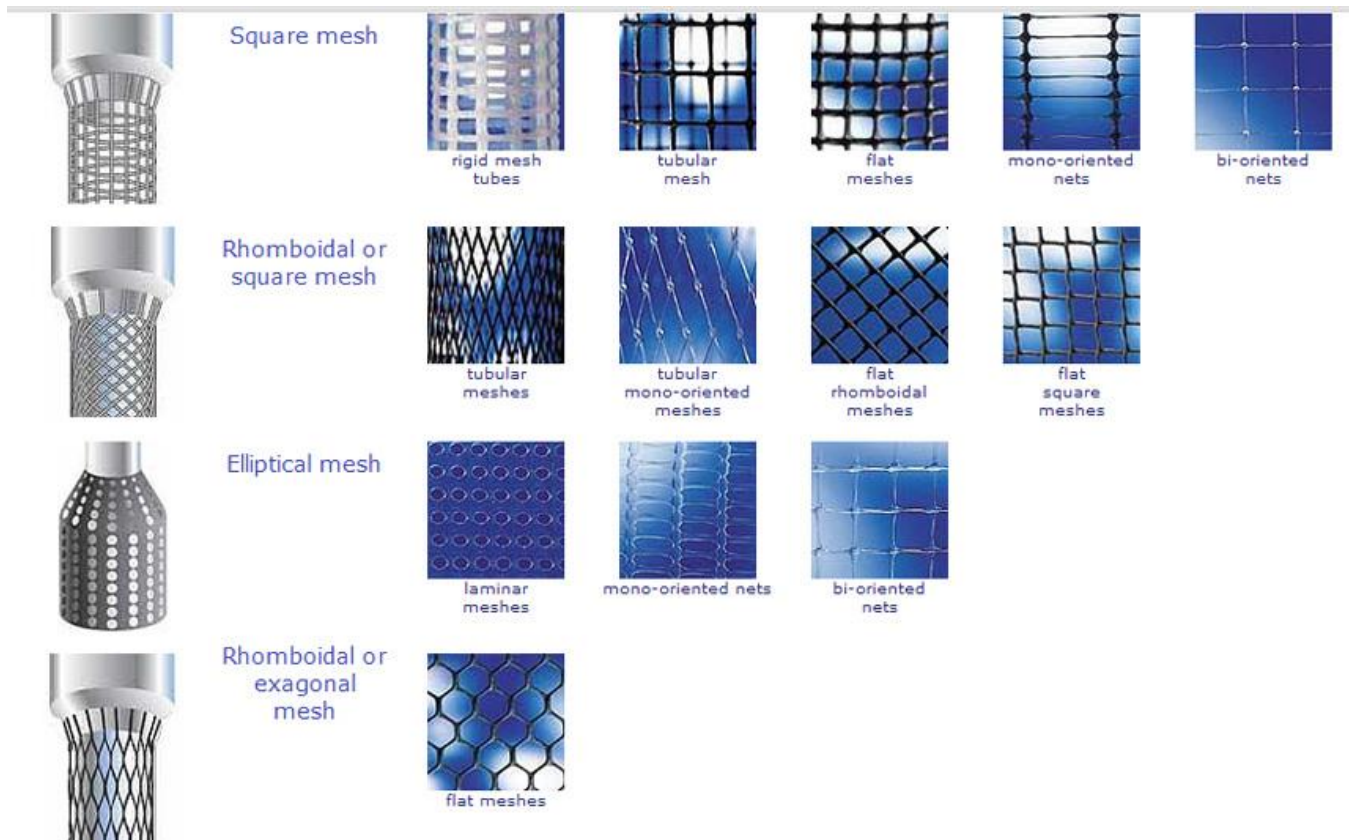 Square mesh
rigid mesh
tubes
tubular
mesh
flat
meshes
mono-oriented
nets
bi-oriented
nets
Rhomboidal or
square mesh
tubular
meshes
tubular
mono-oriented
meshes
flat
rhomboidal
meshes
flat
square
meshes
Elliptical mesh
laminar
meshes
mono-oriented nets
bi-oriented
nets
Rhomboidal or
exagonal
mesh
flat meshes